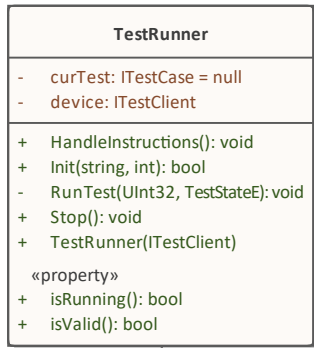 TestRunner
- curTest: ITestCase = null
- device: ITestClient
+ HandleInstructions(): void
+ Init(string, int): bool
- RunTest(UInt32, TestStateE): void
+ Stop(): void
+ TestRunner(ITestClient)
«property»
+ isRunning(): bool
+ isValid(): bool